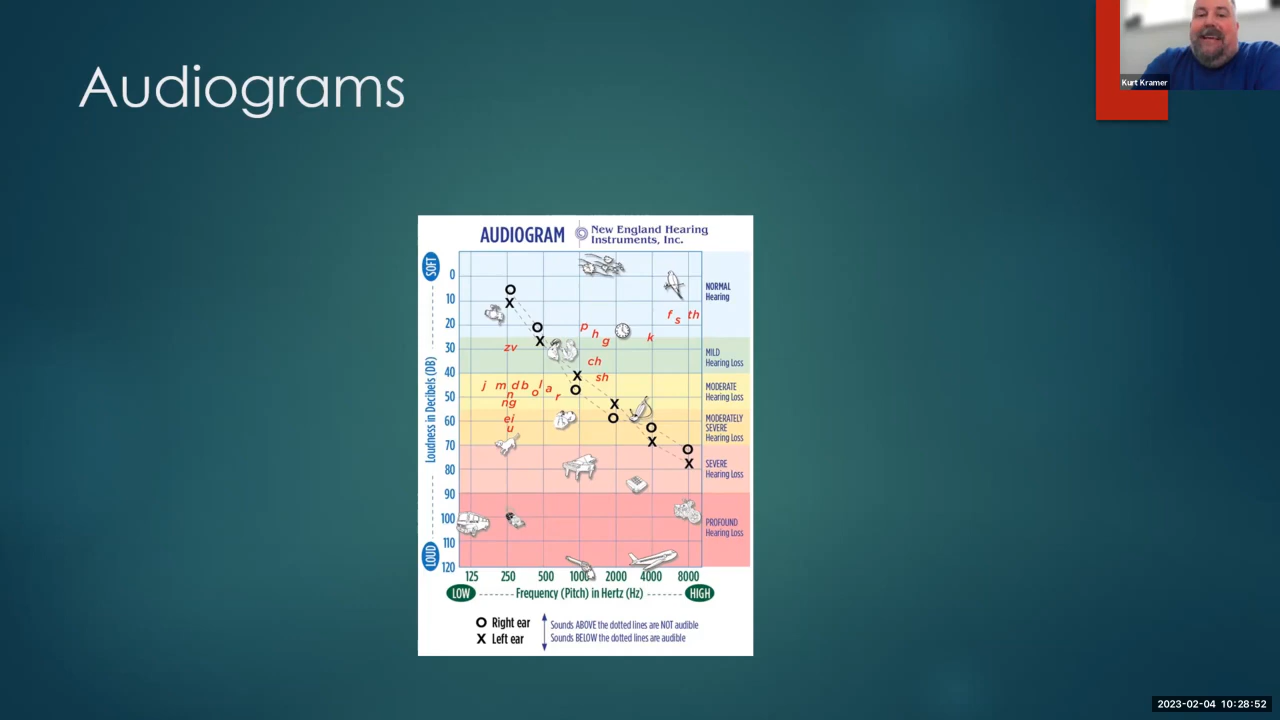 Audiograms
Kurt Kramer
AUDIOGRAM
New England Hearing
Instruments, Inc.
SOFT
0
10
20
30
40
50
60
70
80
90
100
110
120
LOUD
Loudness in Decibels (DB)
NORMAL
Hearing
MILD
Hearing Loss
MODERATE
Hearing Loss
MODERATELY
SEVERE
Hearing Loss
SEVERE
Hearing Loss
PROFOUND
Hearing Loss
f s th
p h g k
zv
ch
sh
j m d b
n
ng
o l a r
ei
u
125 250 500 1000 2000 4000 8000
LOW Frequency (Pitch) in Hertz (Hz) HIGH
O Right ear
X Left ear
Sounds ABOVE the dotted lines are NOT audible
Sounds BELOW the dotted lines are audible
2023-02-04 10:28:52